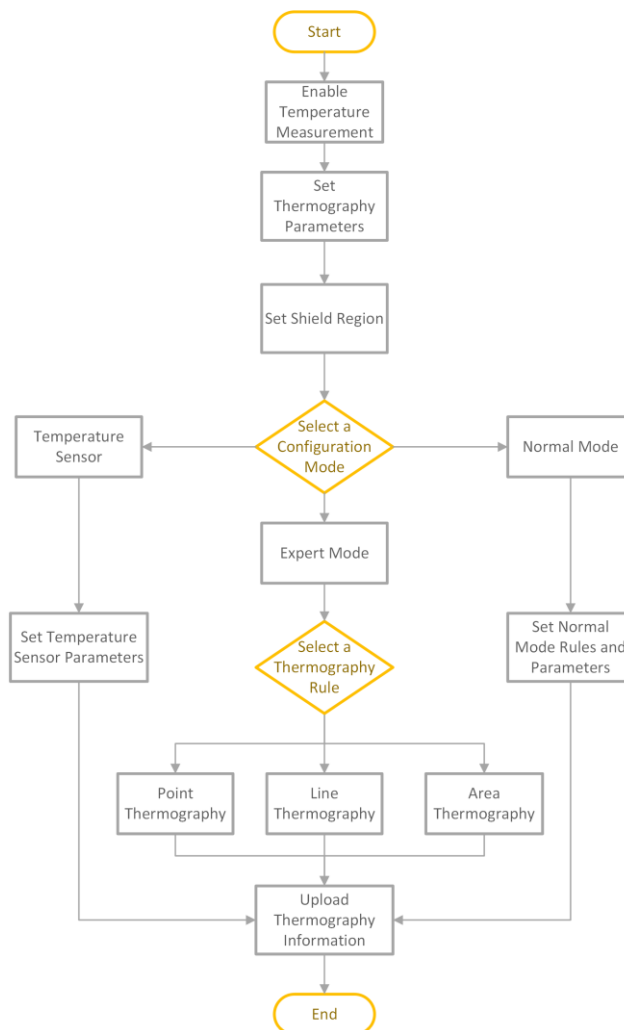 Start
Enable
Temperature
Measurement
Set
Thermography
Parameters
Set Shield Region
Select a
Configuration
Mode
Temperature
Sensor
Normal Mode
Expert Mode
Set Temperature
Sensor Parameters
Select a
Thermography
Rule
Set Normal
Mode Rules and
Parameters
Point
Thermography
Line
Thermography
Area
Thermography
Upload
Thermography
Information
End